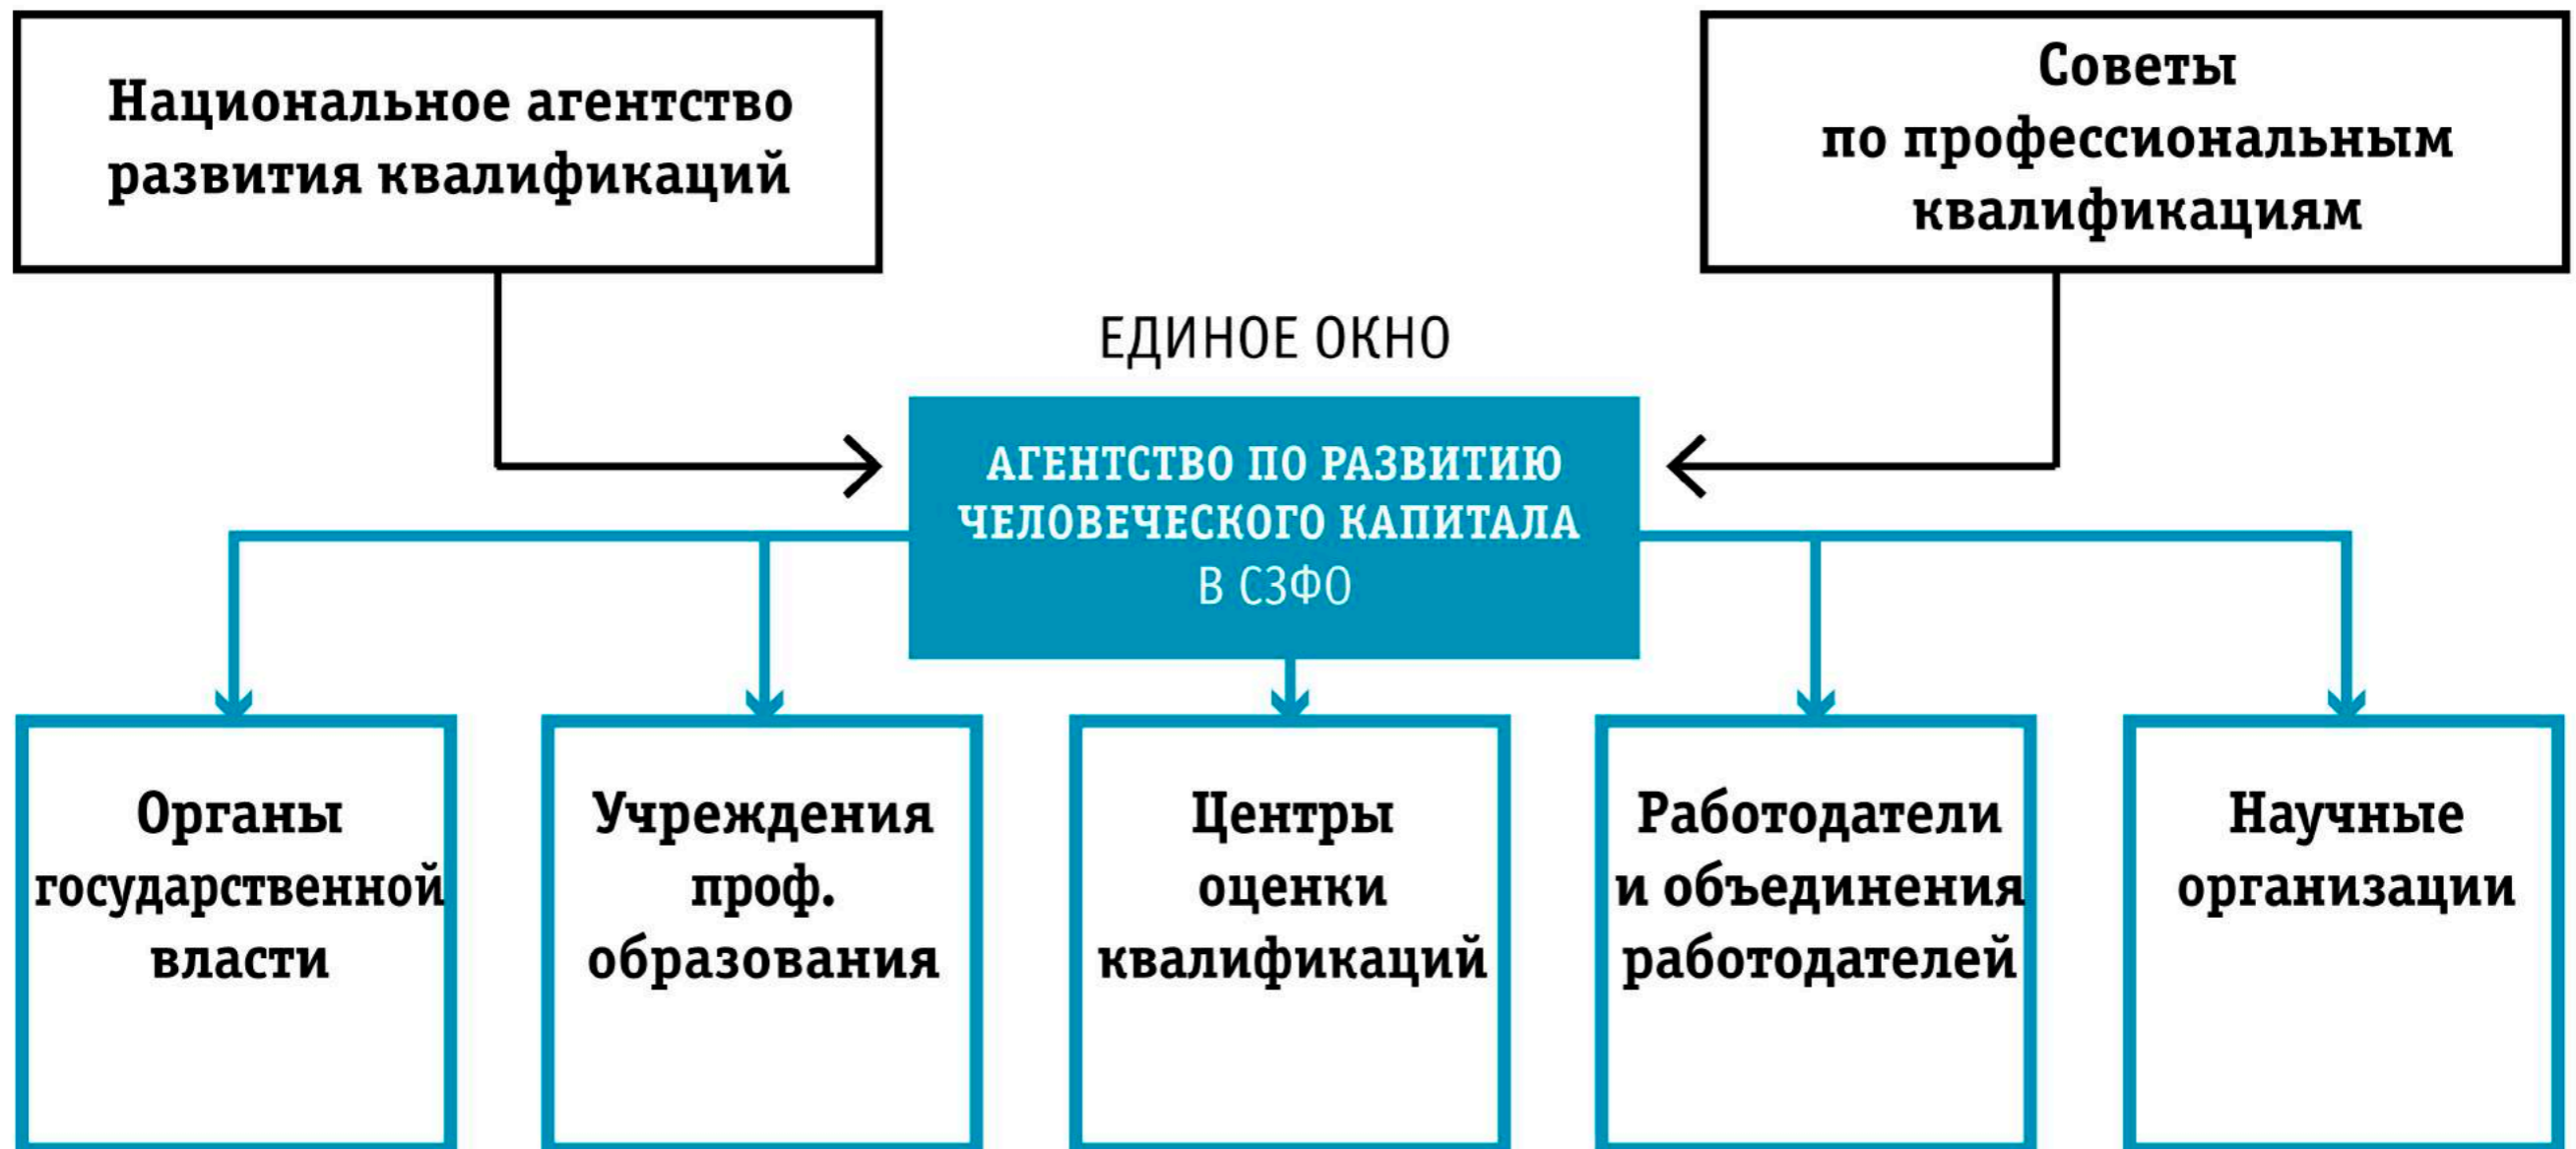 Национальное агентство
развития квалификаций
Советы
по профессиональным
квалификациям
ЕДИНОЕ ОКНО
АГЕНТСТВО ПО РАЗВИТИЮ
ЧЕЛОВЕЧЕСКОГО КАПИТАЛА
В СЗФО
Органы
государственной
власти
Учреждения
проф.
образования
Центры
оценки
квалификаций
Работодатели
и объединения
работодателей
Научные
организации